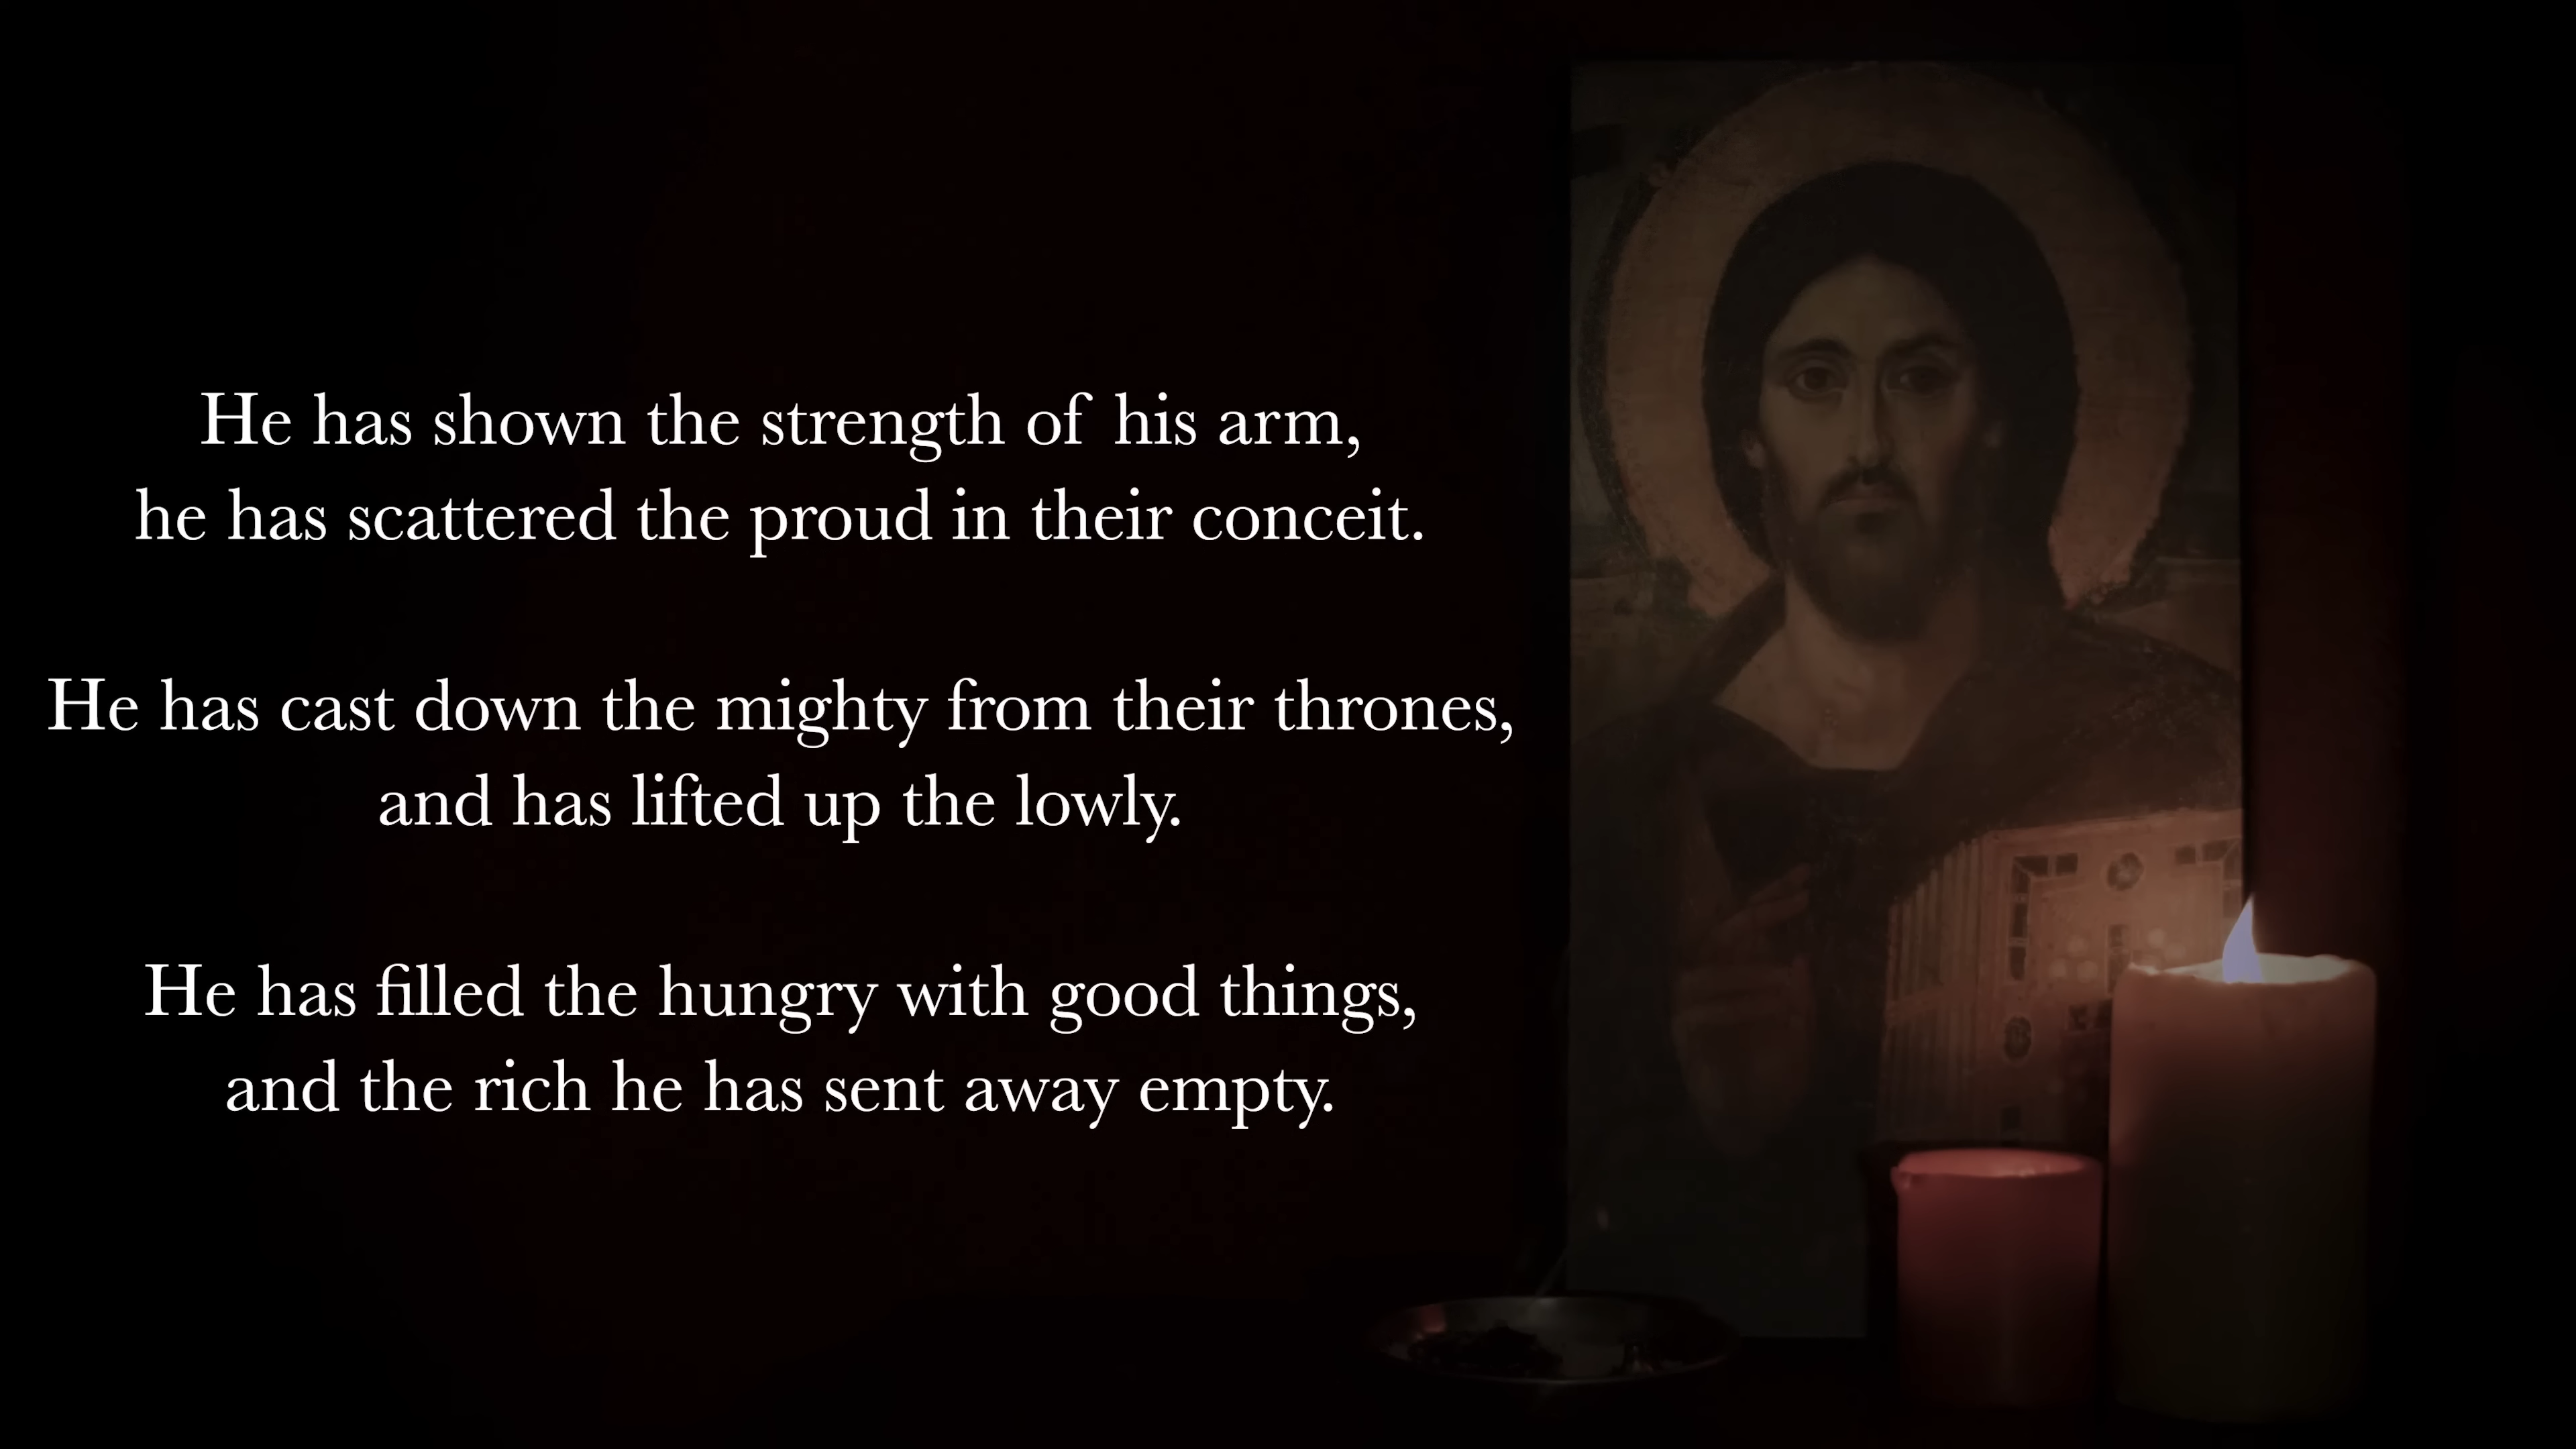 He has shown the strength of his arm,
he has scattered the proud in their conceit.
He has cast down the mighty from their thrones,
and has lifted up the lowly.
He has filled the hungry with good things,
and the rich he has sent away empty.